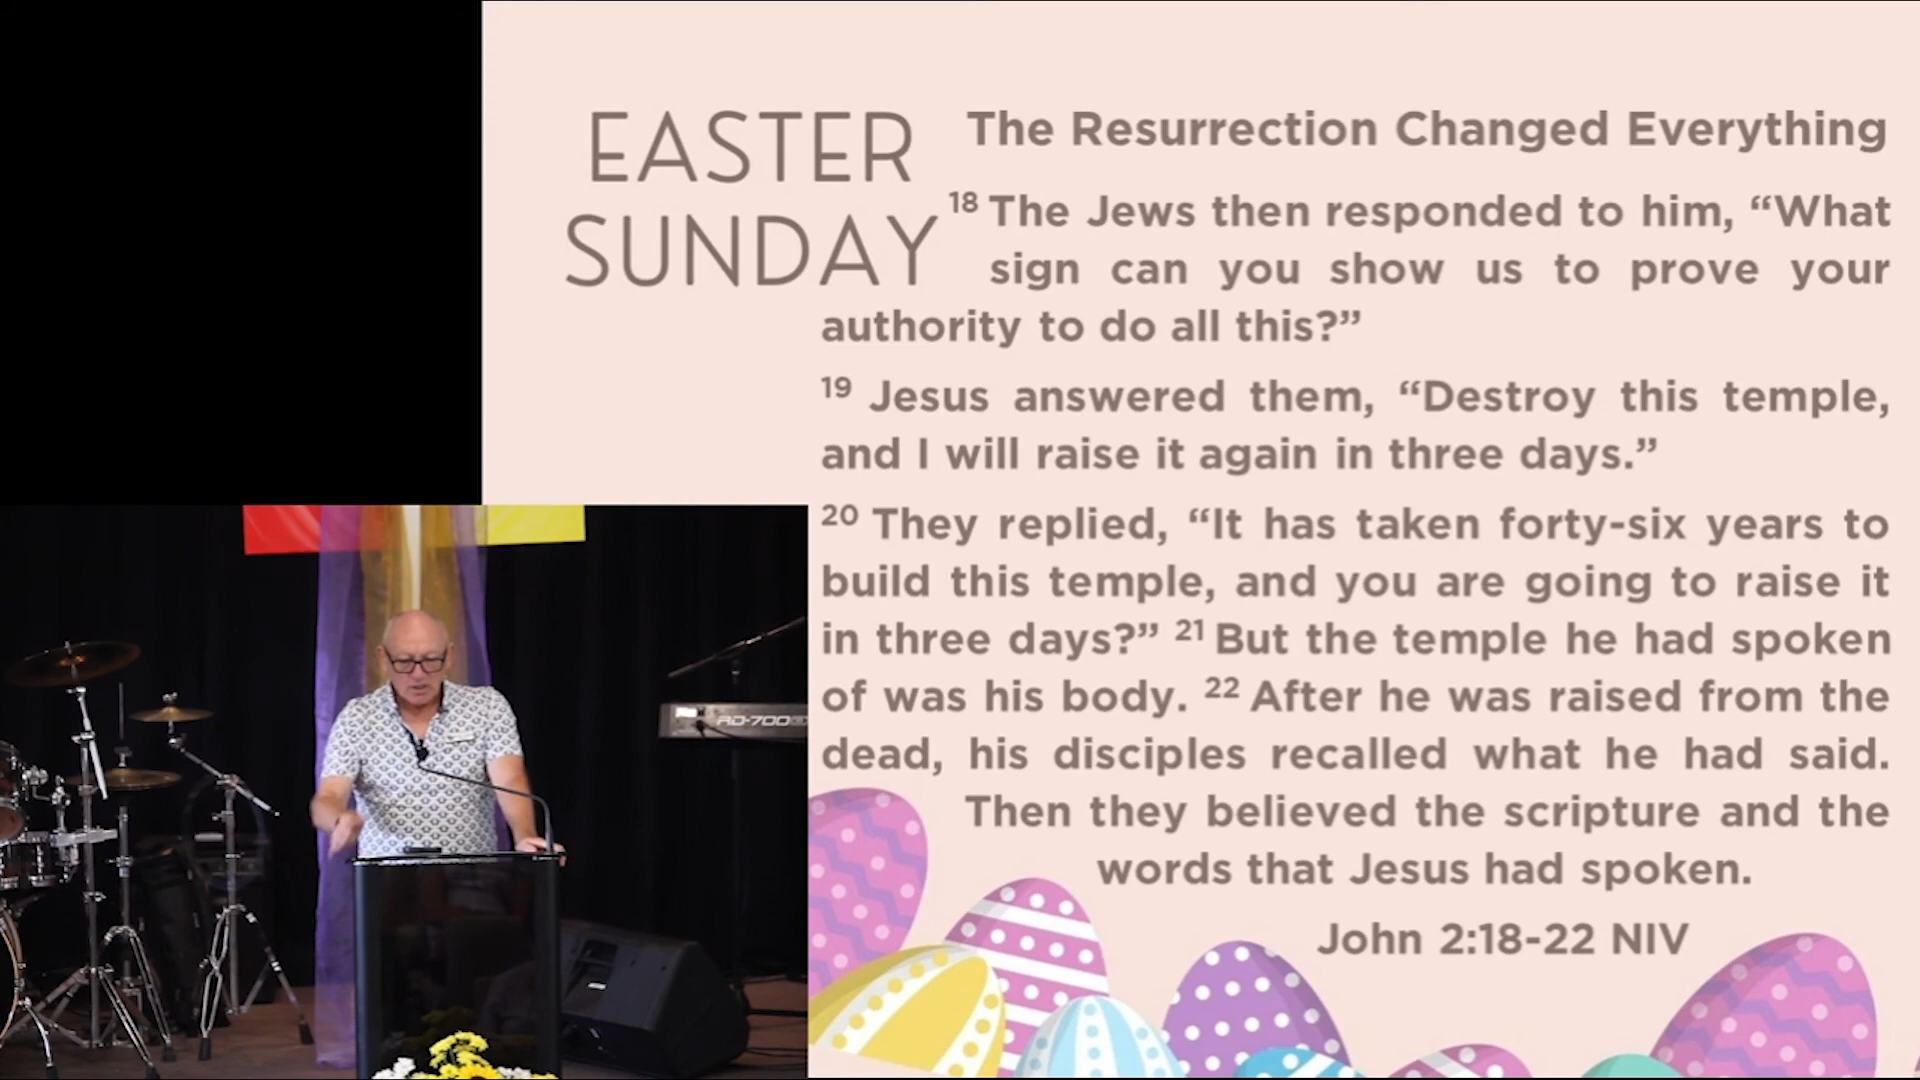 EASTER
SUNDAY
The Resurrection Changed Everything
18 The Jews then responded to him, “What
sign can you show us to prove your
authority to do all this?”
19 Jesus answered them, “Destroy this temple,
and I will raise it again in three days.”
20 They replied, “It has taken forty-six years to
build this temple, and you are going to raise it
in three days?” 21 But the temple he had spoken
of was his body. 22 After he was raised from the
dead, his disciples recalled what he had said.
Then they believed the scripture and the
words that Jesus had spoken.
John 2:18-22 NIV
RD-700